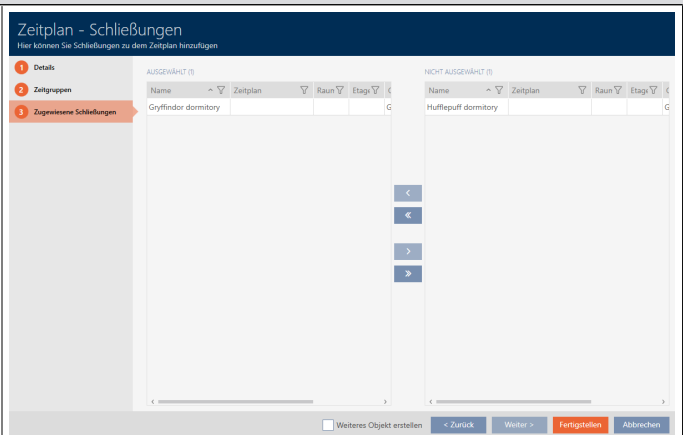 Zeitplan - Schließungen
Hier können Sie Schließungen zu dem Zeitplan hinzufügen
1 Details
2 Zeitgruppen
3 Zugewiesene Schließungen
AUSGEWÄHLT (1)
Name Zeitplan Raun Etage
Gryffindor dormitory G
NICHT AUSGEWÄHLT (1)
Name Zeitplan Raun Etage
Hufflepuff dormitory G
<
«
>
»
Weiteres Objekt erstellen < Zurück Weiter > Fertigstellen Abbrechen